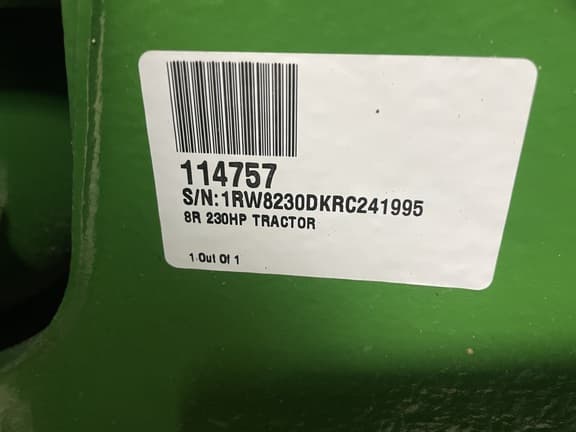 114757
S/N:1RW8230DKRC241995
8R 230HP TRACTOR
1 Out Of 1